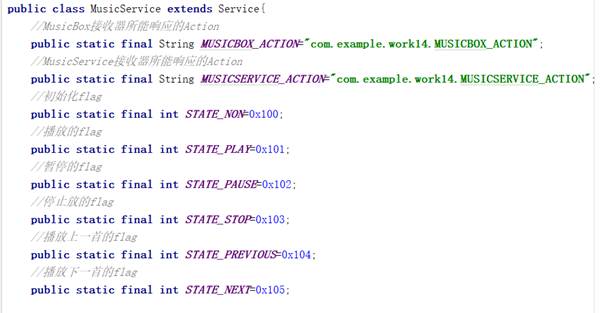 public class MusicService extends Service{
//MusicBox接收器所能响应的Action
public static final String MUSICBOX_ACTION="com.example.work14.MUSICBOX_ACTION";
//MusicService接收器所能响应的Action
public static final String MUSICSERVICE_ACTION="com.example.work14.MUSICSERVICE_ACTION";
//初始化flag
public static final int STATE_NON=0x100;
//播放的flag
public static final int STATE_PLAY=0x101;
//暂停的flag
public static final int STATE_PAUSE=0x102;
//停止放的flag
public static final int STATE_STOP=0x103;
//播放上一首的flag
public static final int STATE_PREVIOUS=0x104;
//播放下一首的flag
public static final int STATE_NEXT=0x105;